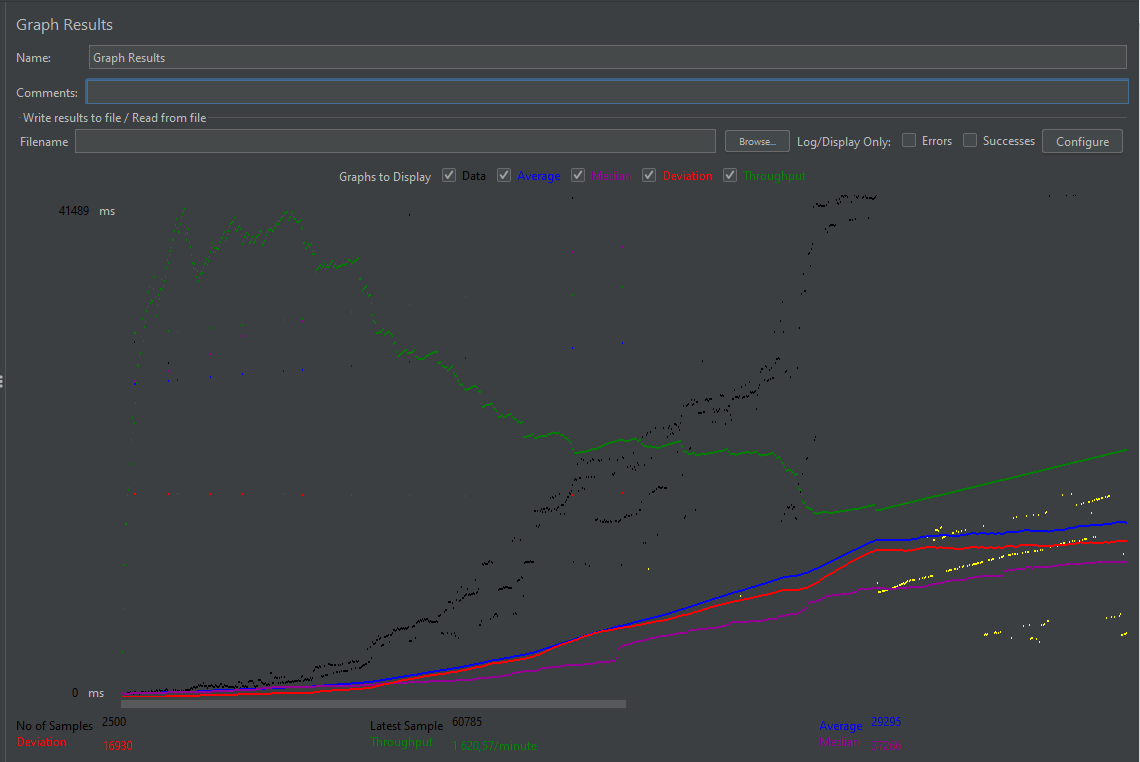 Graph Results
Name: Graph Results
Comments:
Write results to file / Read from file
Filename Browse... Log/Display Only: Errors Successes Configure
Graphs to Display Data Average Median Deviation Throughput
41489 ms
0 ms
No of Samples 2500 Latest Sample 60785 Average 29295
Deviation 16930 Throughput 1 620,57/minute Median